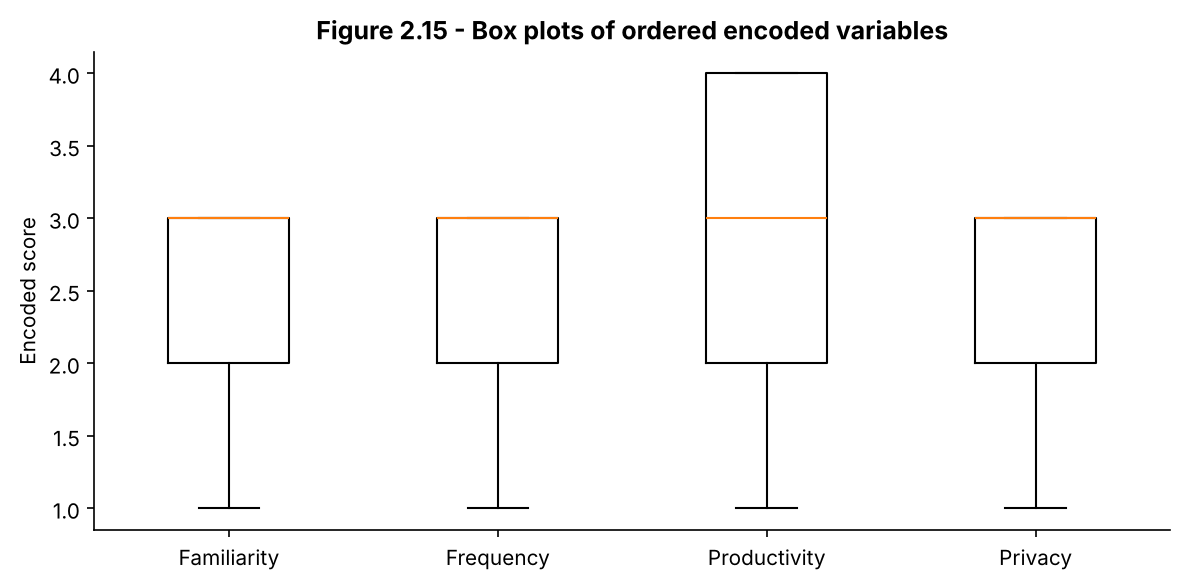 Figure 2.15 - Box plots of ordered encoded variables
Encoded score
4.0
3.5
3.0
2.5
2.0
1.5
1.0
Familiarity
Frequency
Productivity
Privacy